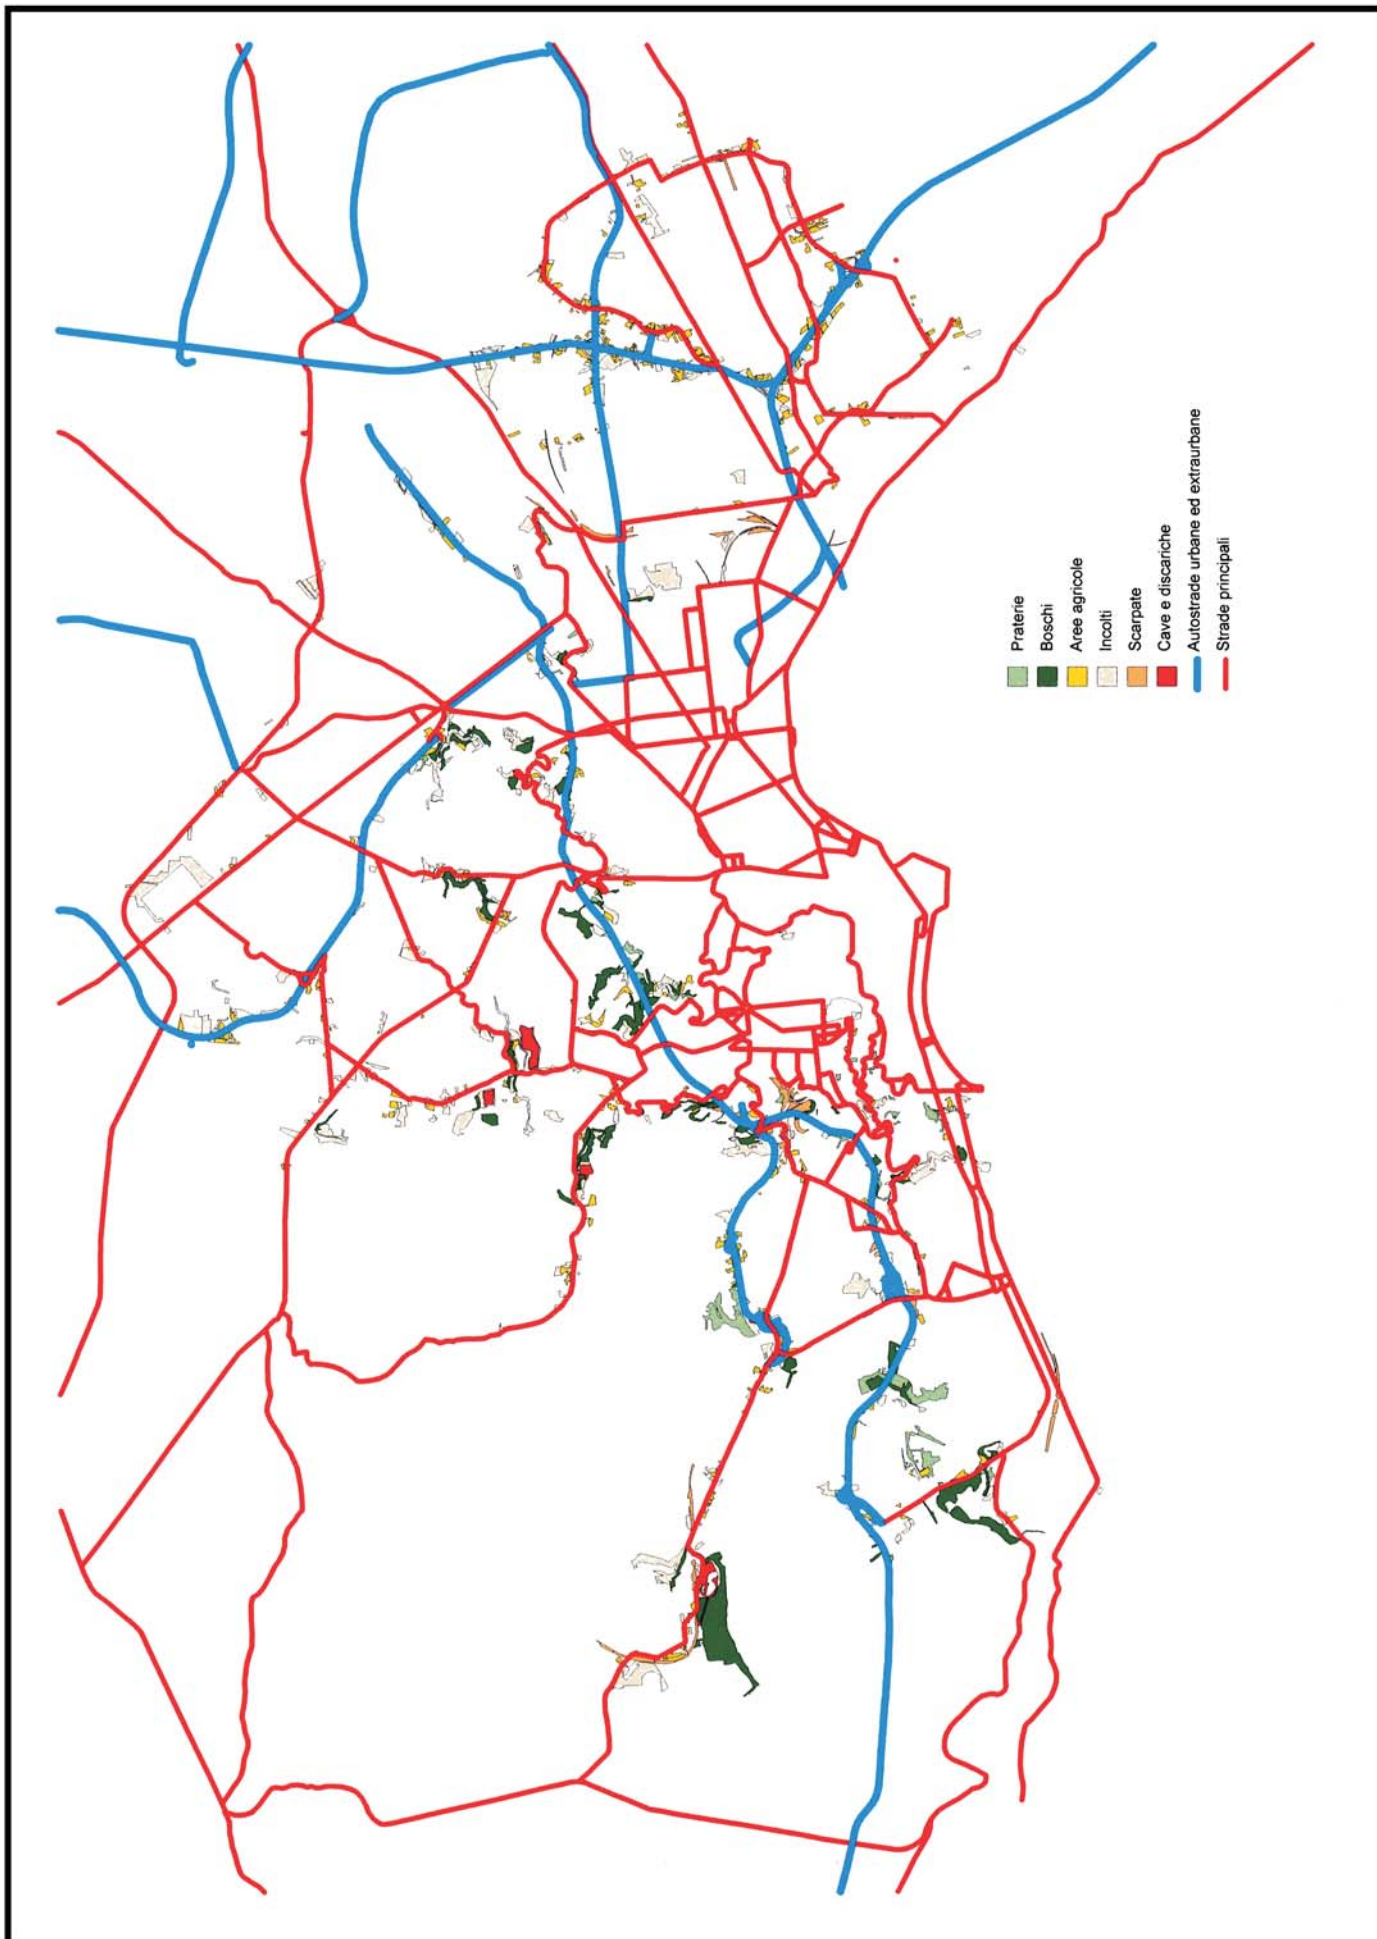 Praterie
Boschi
Aree agricole
Incolti
Scarpate
Cave e discariche
Autostrade urbane ed extraurbane
Strade principali